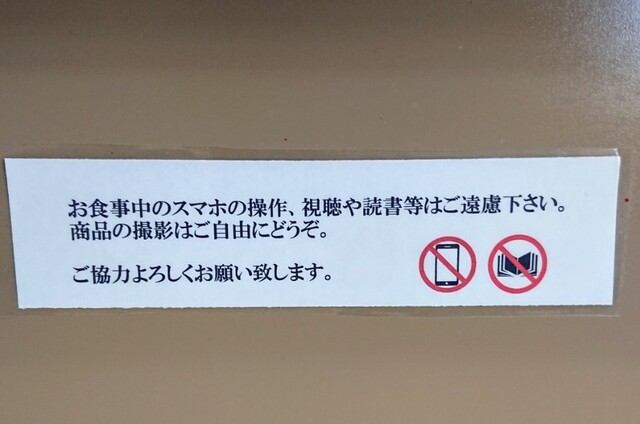 お食事中のスマホの操作、視聴や読書等はご遠慮下さい。
商品の撮影はご自由にどうぞ。
ご協力よろしくお願い致します。